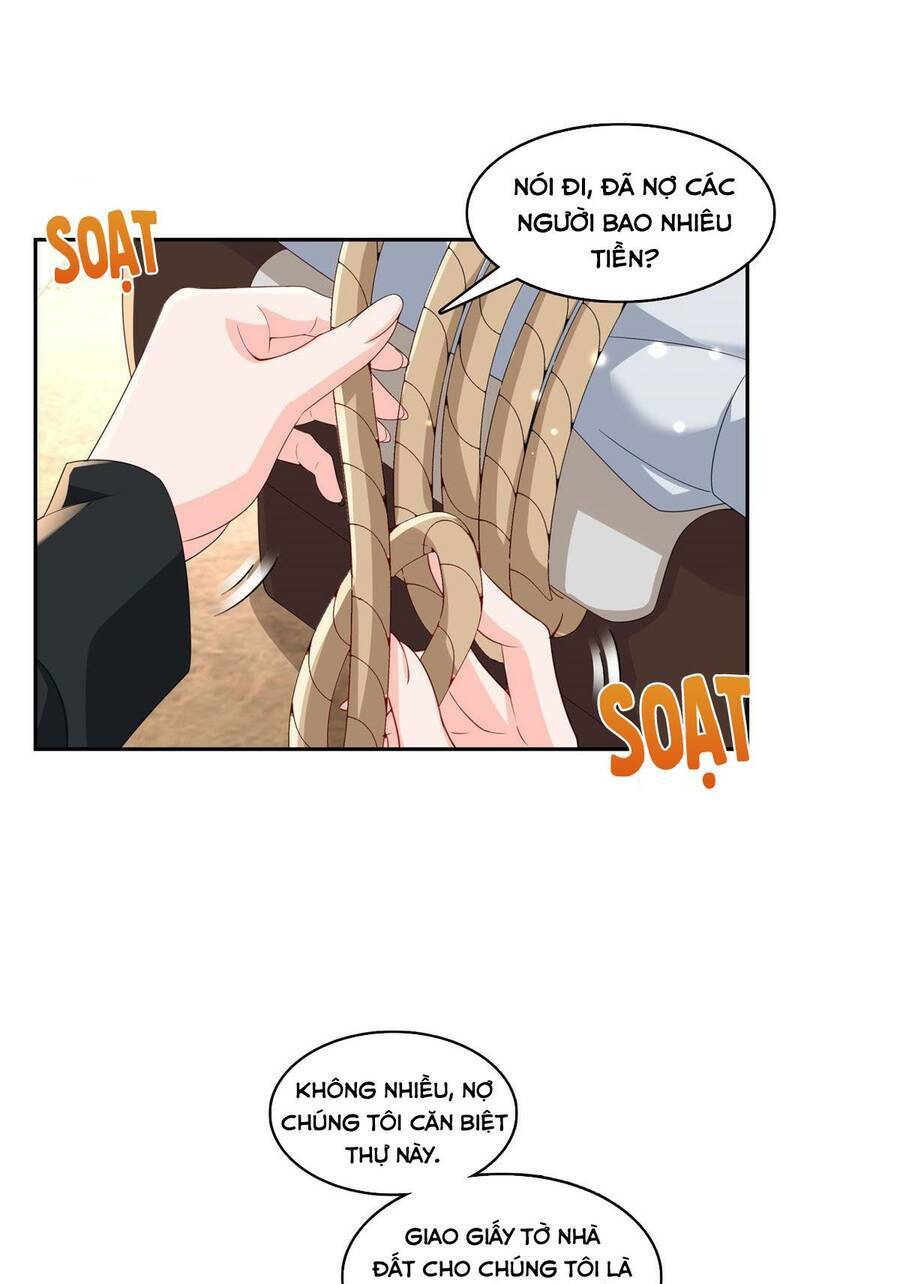 SOẠT
NÓI ĐI, ĐÃ NỢ CÁC
NGƯỜI BAO NHIÊU
TIỀN?
SOẠT
KHÔNG NHIỀU, NỢ
CHÚNG TÔI CĂN BIỆT
THỰ NÀY.
GIAO GIẤY TỜ NHÀ
ĐẤT CHO CHÚNG TÔI LÀ